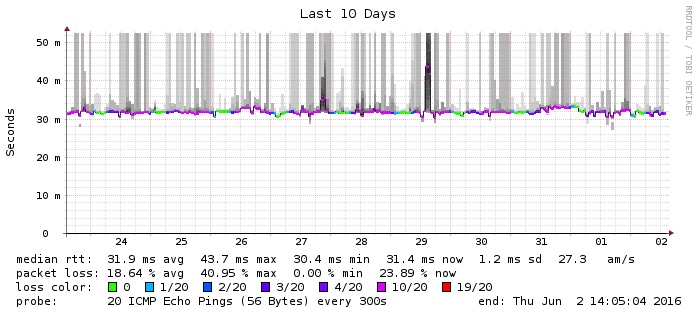 Last 10 Days
RRDTOOL / TOBI OETIKER
Seconds
50 m
40 m
30 m
20 m
10 m
0
24 25 26 27 28 29 30 31 01 02
median rtt: 31.9 ms avg 43.7 ms max 30.4 ms min 31.4 ms now 1.2 ms sd 27.3 am/s
packet loss: 18.64 % avg 40.95 % max 0.00 % min 23.89 % now
loss color: 0 1/20 2/20 3/20 4/20 10/20 19/20
probe: 20 ICMP Echo Pings (56 Bytes) every 300s end: Thu Jun 2 14:05:04 2016